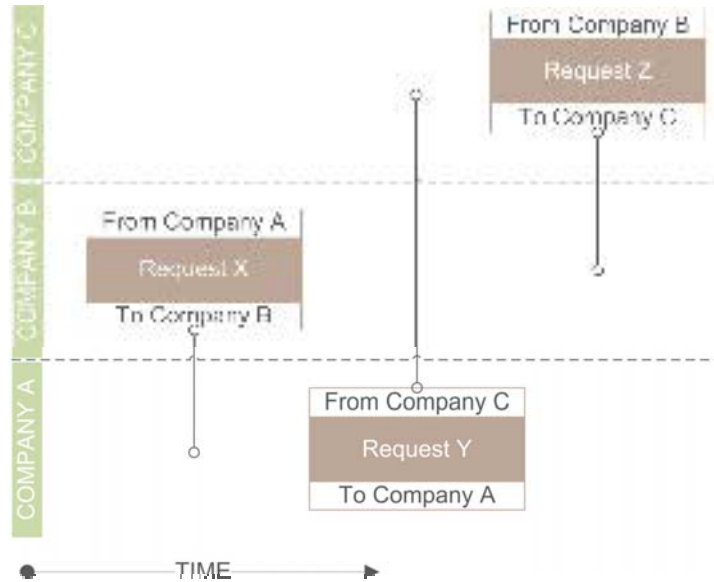 COMPANY C
From Company B
Request Z
To Company C
COMPANY B
From Company A
Request X
To Company B
COMPANY A
From Company C
Request Y
To Company A
TIME